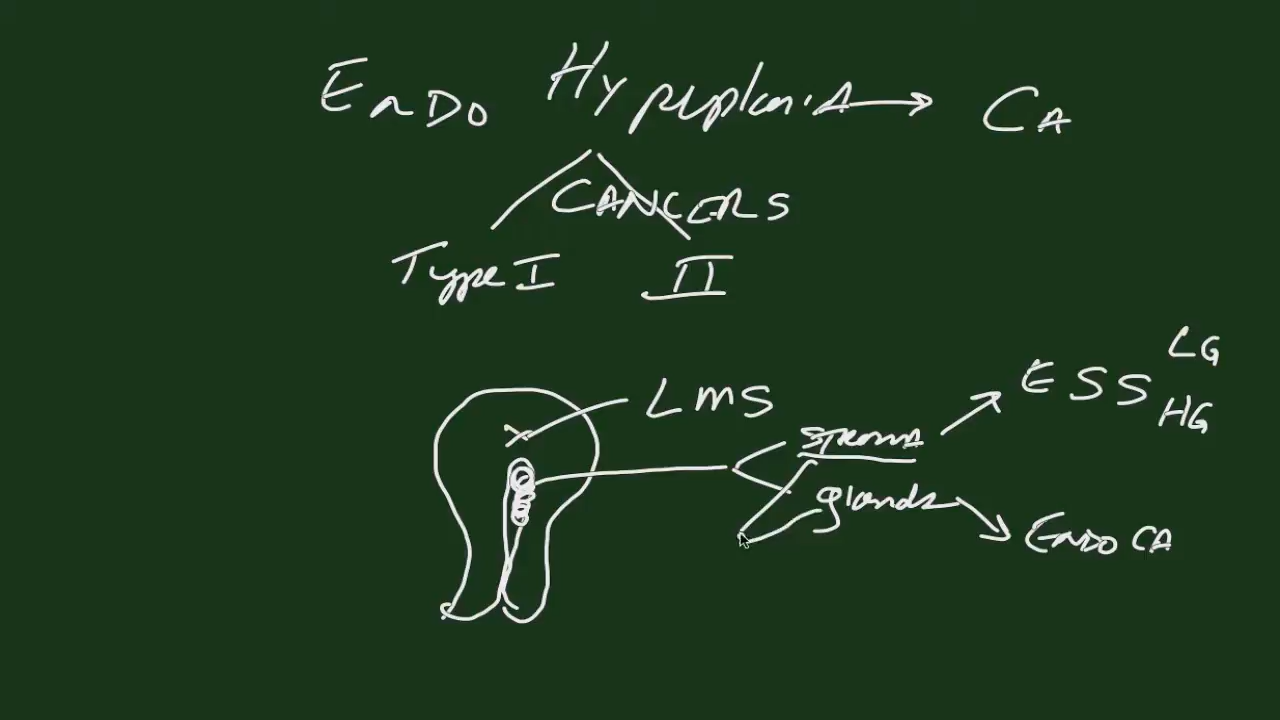 ENDO HyperplasiA → CA
CANCERS
Type I II
LMS
STROMA
glands
ESS LG
HG
ENDO CA